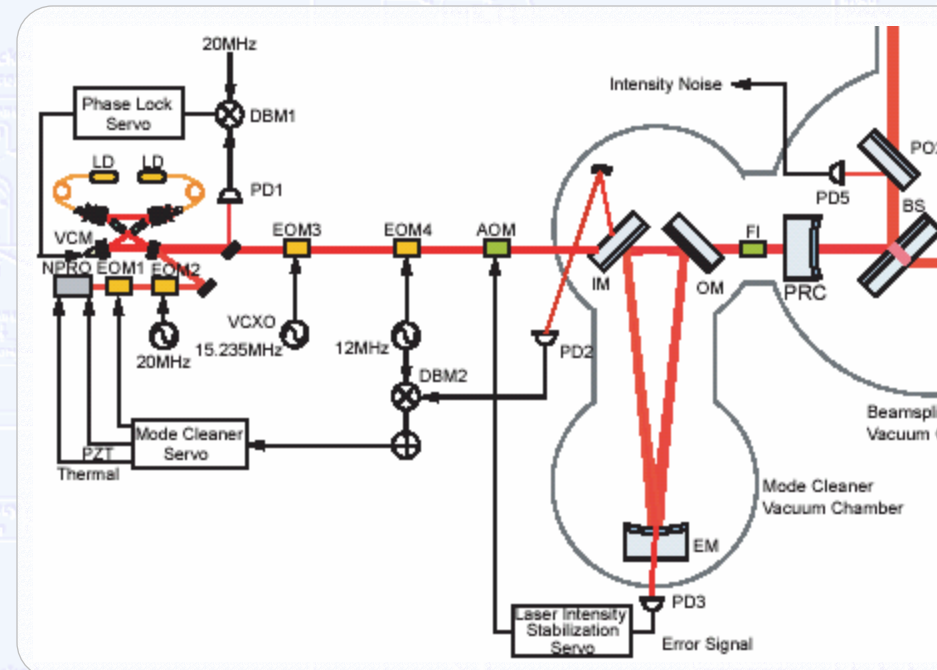 20MHz
Intensity Noise
Phase Lock
Servo
DBM1
LD
LD
PD1
PD5
BS
VCM
EOM3
EOM4
AOM
FI
NPRO
EOM1
EOM2
IM
OM
PRC
VCXO
15.235MHz
20MHz
12MHz
PD2
DBM2
Mode Cleaner
Servo
PZT
Thermal
Vacuum
Mode Cleaner
Vacuum Chamber
EM
PD3
Laser Intensity
Stabilization
Servo
Error Signal